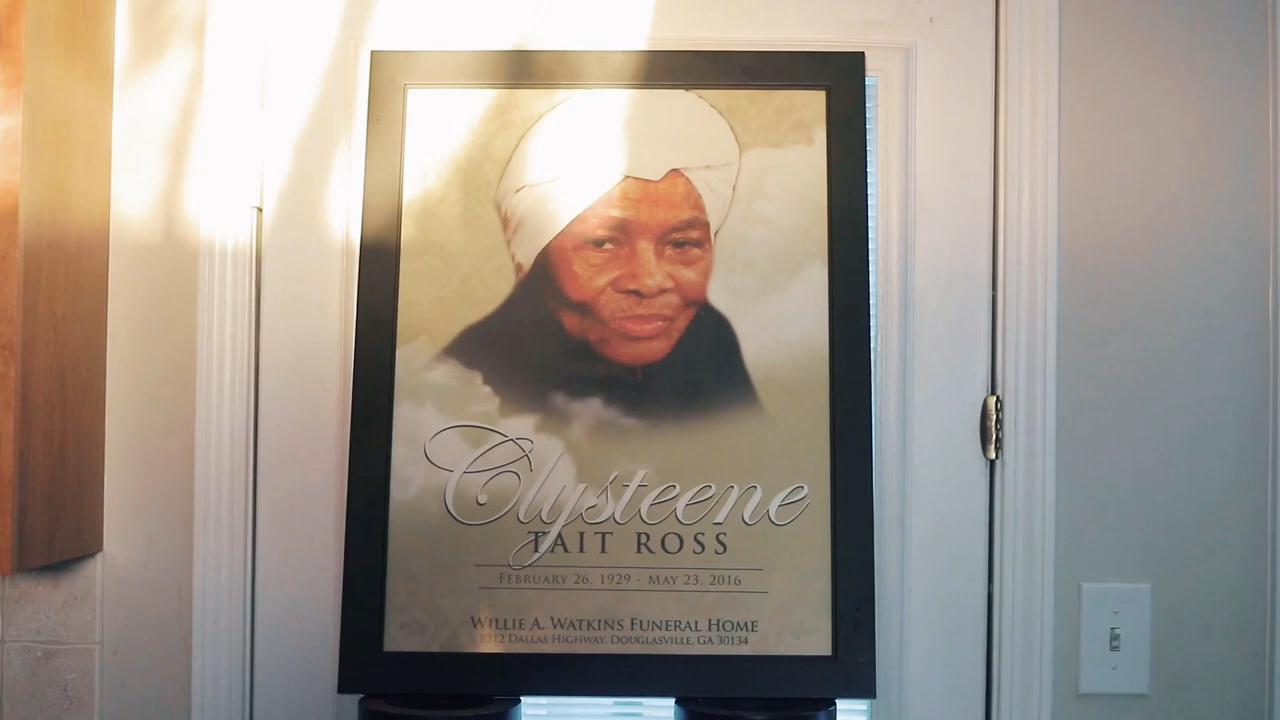 Clysteene
TAIT ROSS
FEBRUARY 26, 1929 - MAY 23, 2016
WILLIE A. WATKINS FUNERAL HOME
8312 DALLAS HIGHWAY, DOUGLASVILLE, GA 30134